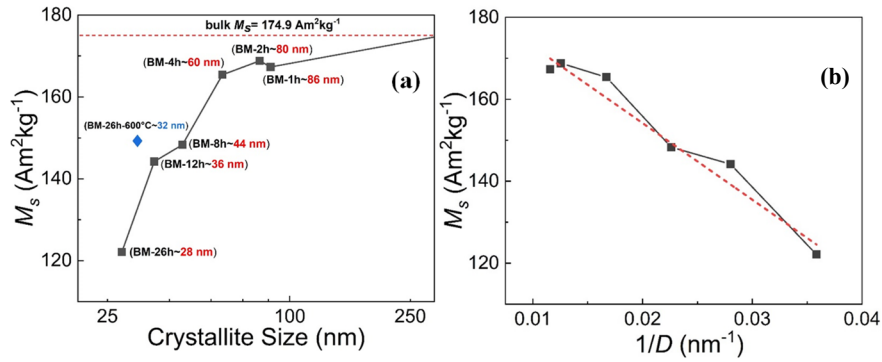 bulk Ms= 174.9 Am²kg⁻¹
180
160
140
120
Ms (Am²kg⁻¹)
(BM-2h~80 nm)
(BM-4h~60 nm)
(BM-1h~86 nm)
(a)
(BM-26h-600°C~32 nm)
(BM-8h~44 nm)
(BM-12h~36 nm)
(BM-26h~28 nm)
25
100
250
Crystallite Size (nm)
180
160
140
120
Ms (Am²kg⁻¹)
(b)
0.01
0.02
0.03
0.04
1/D (nm⁻¹)